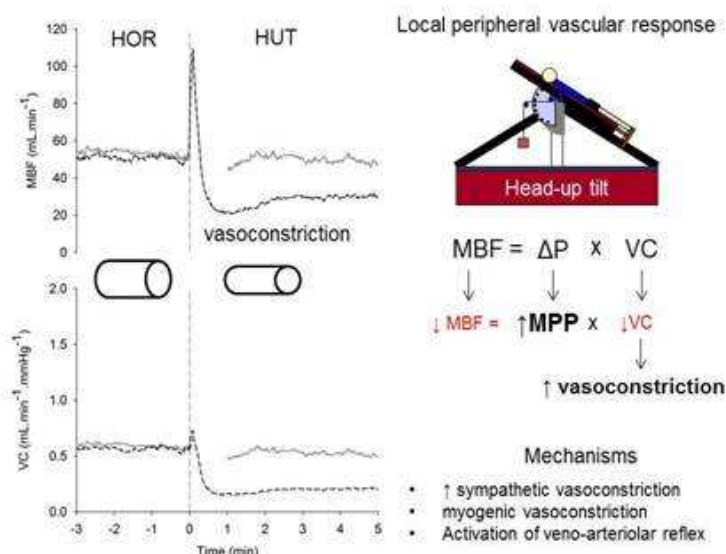 HOR
HUT
120
100
80
60
40
20
0
MBF (mL.min⁻¹)
vasoconstriction
2.0
1.5
1.0
0.5
0.0
VC (mL.min⁻¹.mmHg⁻¹)
-3 -2 -1 0 1 2 3 4 5
Time (min)
Local peripheral vascular response
Head-up tilt
MBF = ΔP x VC
↓ MBF = ↑MPP x ↓VC
↑ vasoconstriction
Mechanisms
• ↑ sympathetic vasoconstriction
• myogenic vasoconstriction
• Activation of veno-arteriolar reflex